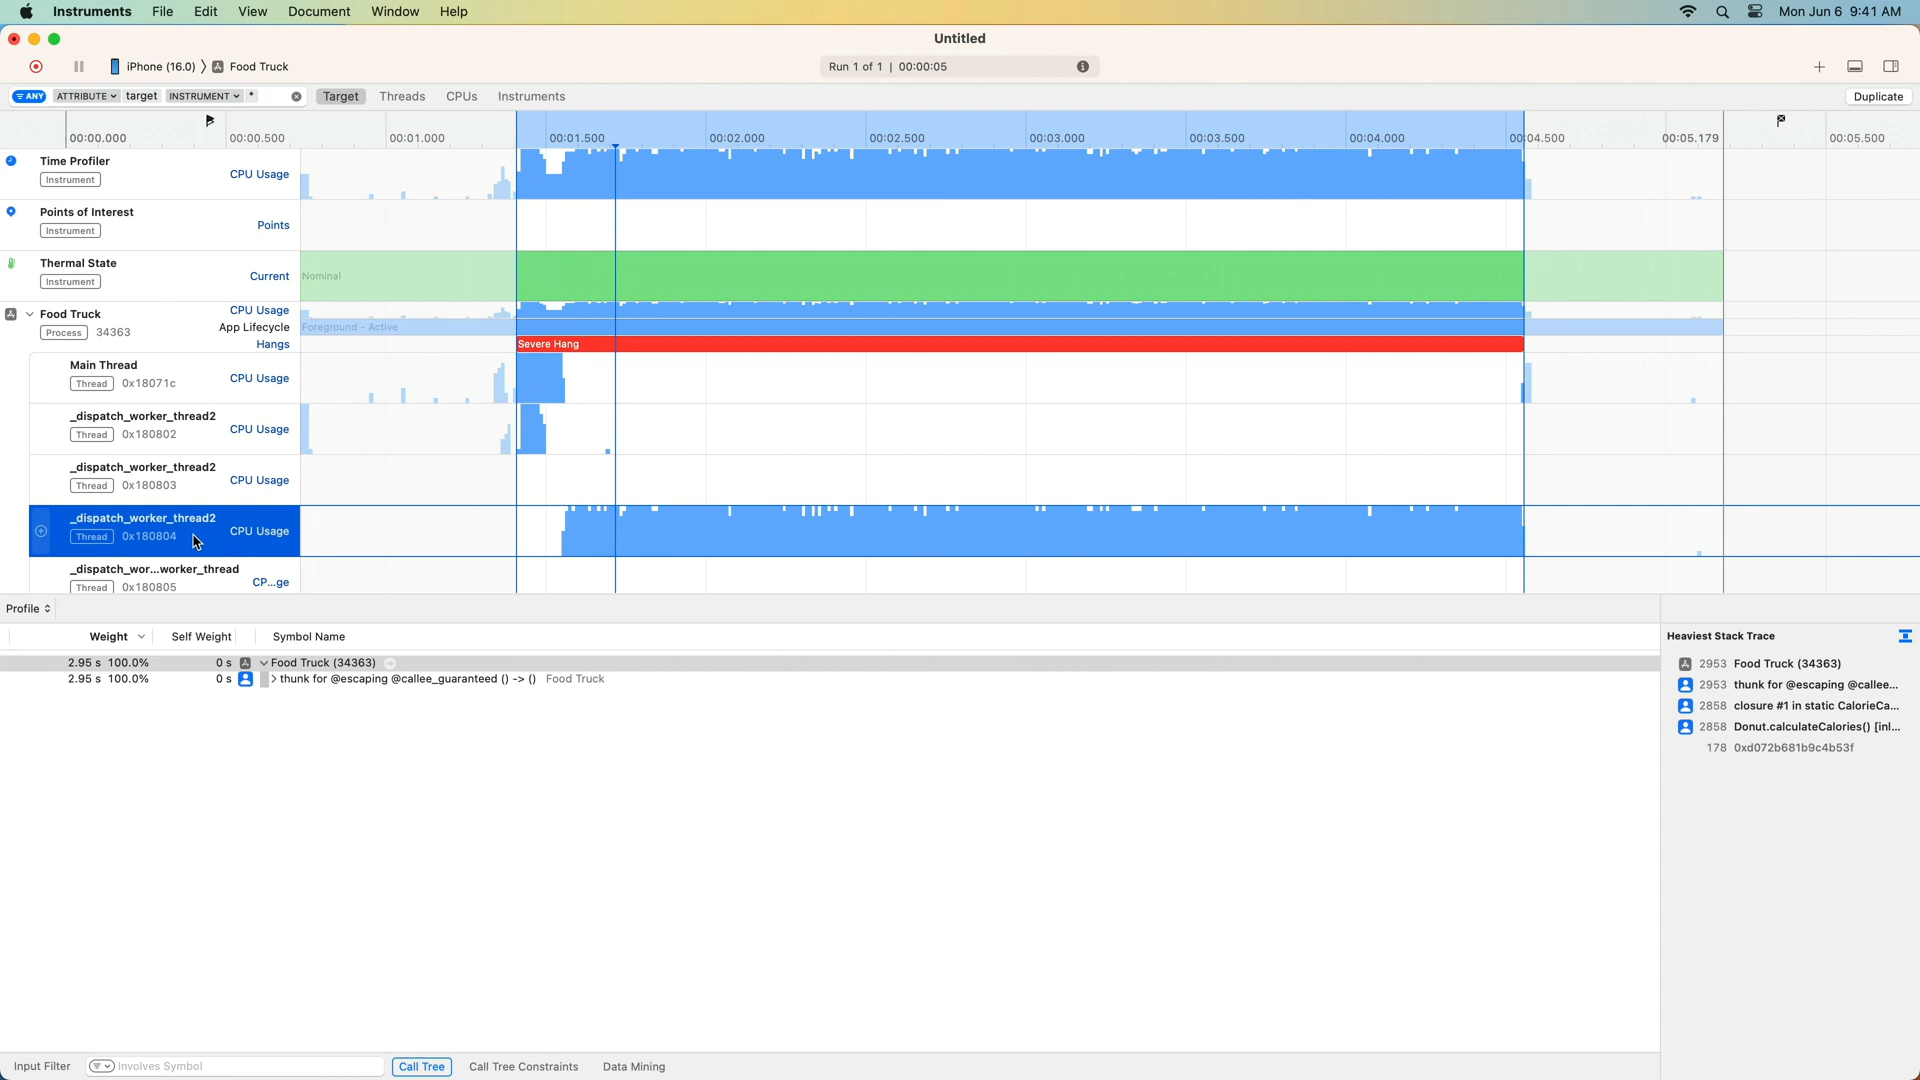 Instruments File Edit View Document Window Help Mon Jun 6 9:41 AM
Untitled
iPhone (16.0) 〉 Food Truck Run 1 of 1 | 00:00:05
ANY ATTRIBUTE target INSTRUMENT * Target Threads CPUs Instruments Duplicate
00:00.000 00:00.500 00:01.000 00:01.500 00:02.000 00:02.500 00:03.000 00:03.500 00:04.000 00:04.500 00:05.179 00:05.500
Time Profiler
Instrument
CPU Usage
Points of Interest
Instrument
Points
Thermal State
Instrument
Current
Nominal
Food Truck
Process 34363
CPU Usage
App Lifecycle
Hangs
Foreground - Active
Severe Hang
Main Thread
Thread 0x18071c
CPU Usage
_dispatch_worker_thread2
Thread 0x180802
CPU Usage
_dispatch_worker_thread2
Thread 0x180803
CPU Usage
_dispatch_worker_thread2
Thread 0x180804
CPU Usage
_dispatch_wor...worker_thread
Thread 0x180805
CP...ge
Profile
Weight Self Weight Symbol Name
2.95 s 100.0% 0 s Food Truck (34363)
2.95 s 100.0% 0 s thunk for @escaping @callee_guaranteed () -> () Food Truck
Heaviest Stack Trace
2953 Food Truck (34363)
2953 thunk for @escaping @callee...
2858 closure #1 in static CalorieCa...
2858 Donut.calculateCalories() [inl...
178 0xd072b681b9c4b53f
Input Filter Involves Symbol Call Tree Call Tree Constraints Data Mining